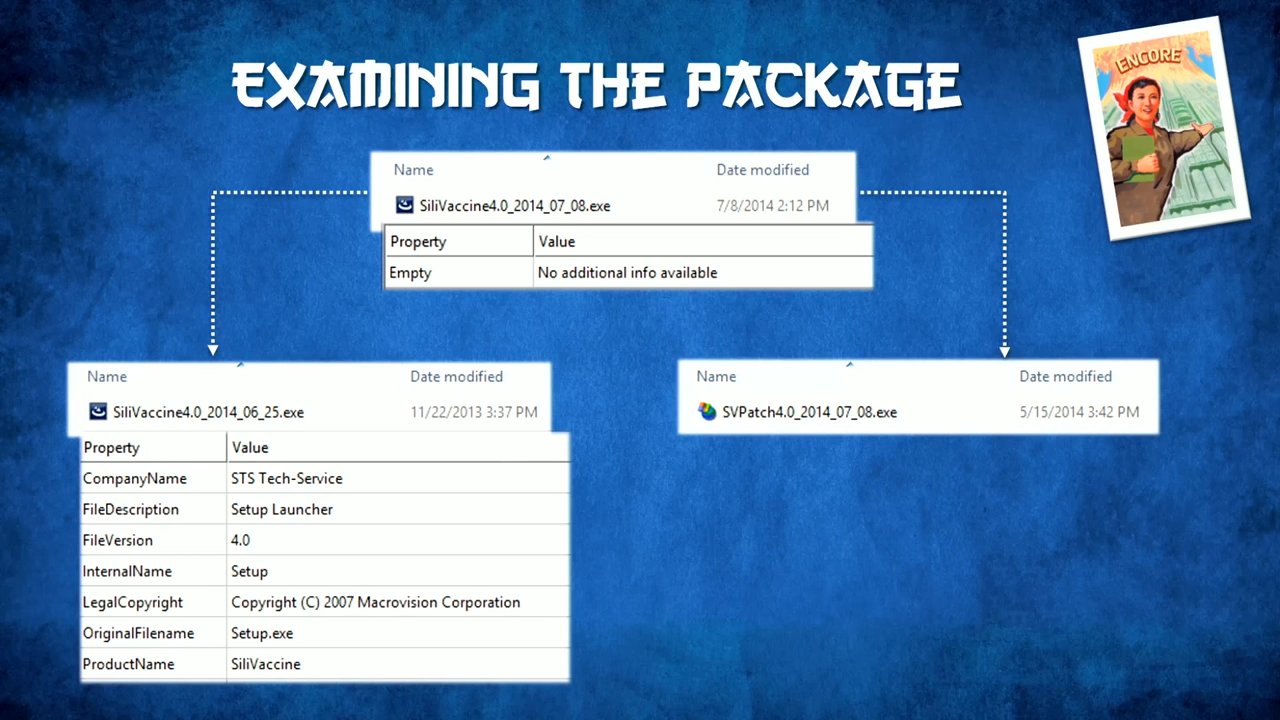 EXAMINING THE PACKAGE
ENCORE
Name Date modified
SiliVaccine4.0_2014_07_08.exe 7/8/2014 2:12 PM
Property Value
Empty No additional info available
Name Date modified
SiliVaccine4.0_2014_06_25.exe 11/22/2013 3:37 PM
Property Value
CompanyName STS Tech-Service
FileDescription Setup Launcher
FileVersion 4.0
InternalName Setup
LegalCopyright Copyright (C) 2007 Macrovision Corporation
OriginalFilename Setup.exe
ProductName SiliVaccine
Name Date modified
SVPatch4.0_2014_07_08.exe 5/15/2014 3:42 PM